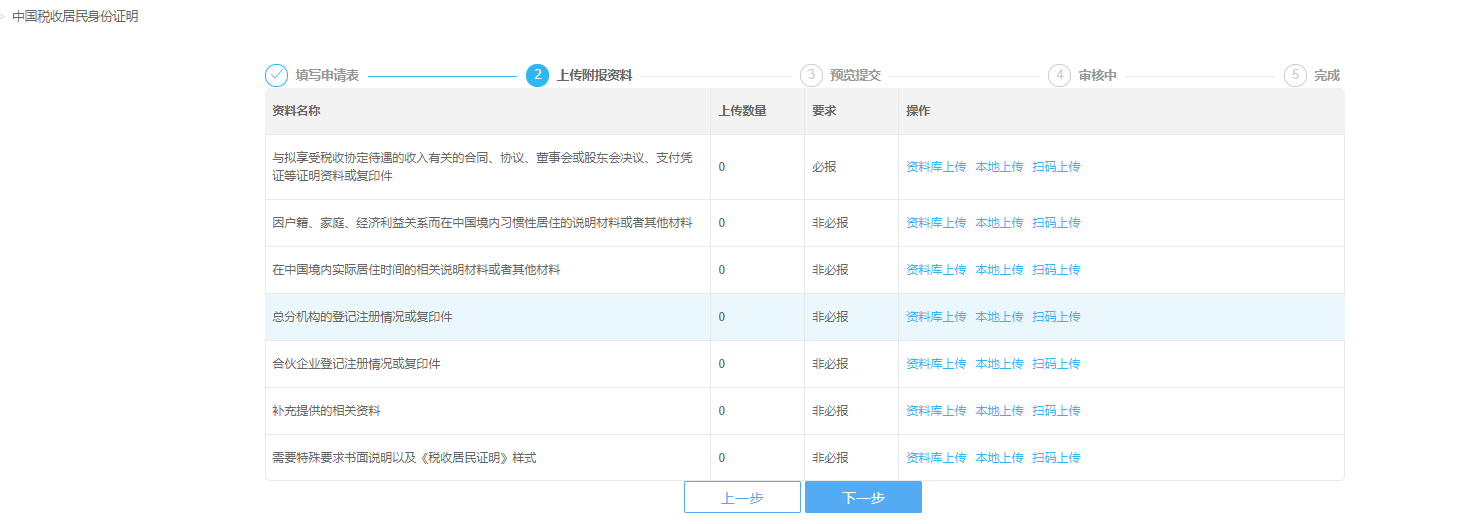 > 中国税收居民身份证明
填写申请表 2 上传附报资料 3 预览提交 4 审核中 5 完成
资料名称 上传数量 要求 操作
与拟享受税收协定待遇的收入有关的合同、协议、董事会或股东会决议、支付凭
证等证明资料或复印件
0 必报 资料库上传 本地上传 扫码上传
因户籍、家庭、经济利益关系而在中国境内习惯性居住的说明材料或者其他材料 0 非必报 资料库上传 本地上传 扫码上传
在中国境内实际居住时间的相关说明材料或者其他材料 0 非必报 资料库上传 本地上传 扫码上传
总分机构的登记注册情况或复印件 0 非必报 资料库上传 本地上传 扫码上传
合伙企业登记注册情况或复印件 0 非必报 资料库上传 本地上传 扫码上传
补充提供的相关资料 0 非必报 资料库上传 本地上传 扫码上传
需要特殊要求书面说明以及《税收居民证明》样式 0 非必报 资料库上传 本地上传 扫码上传
上一步 下一步